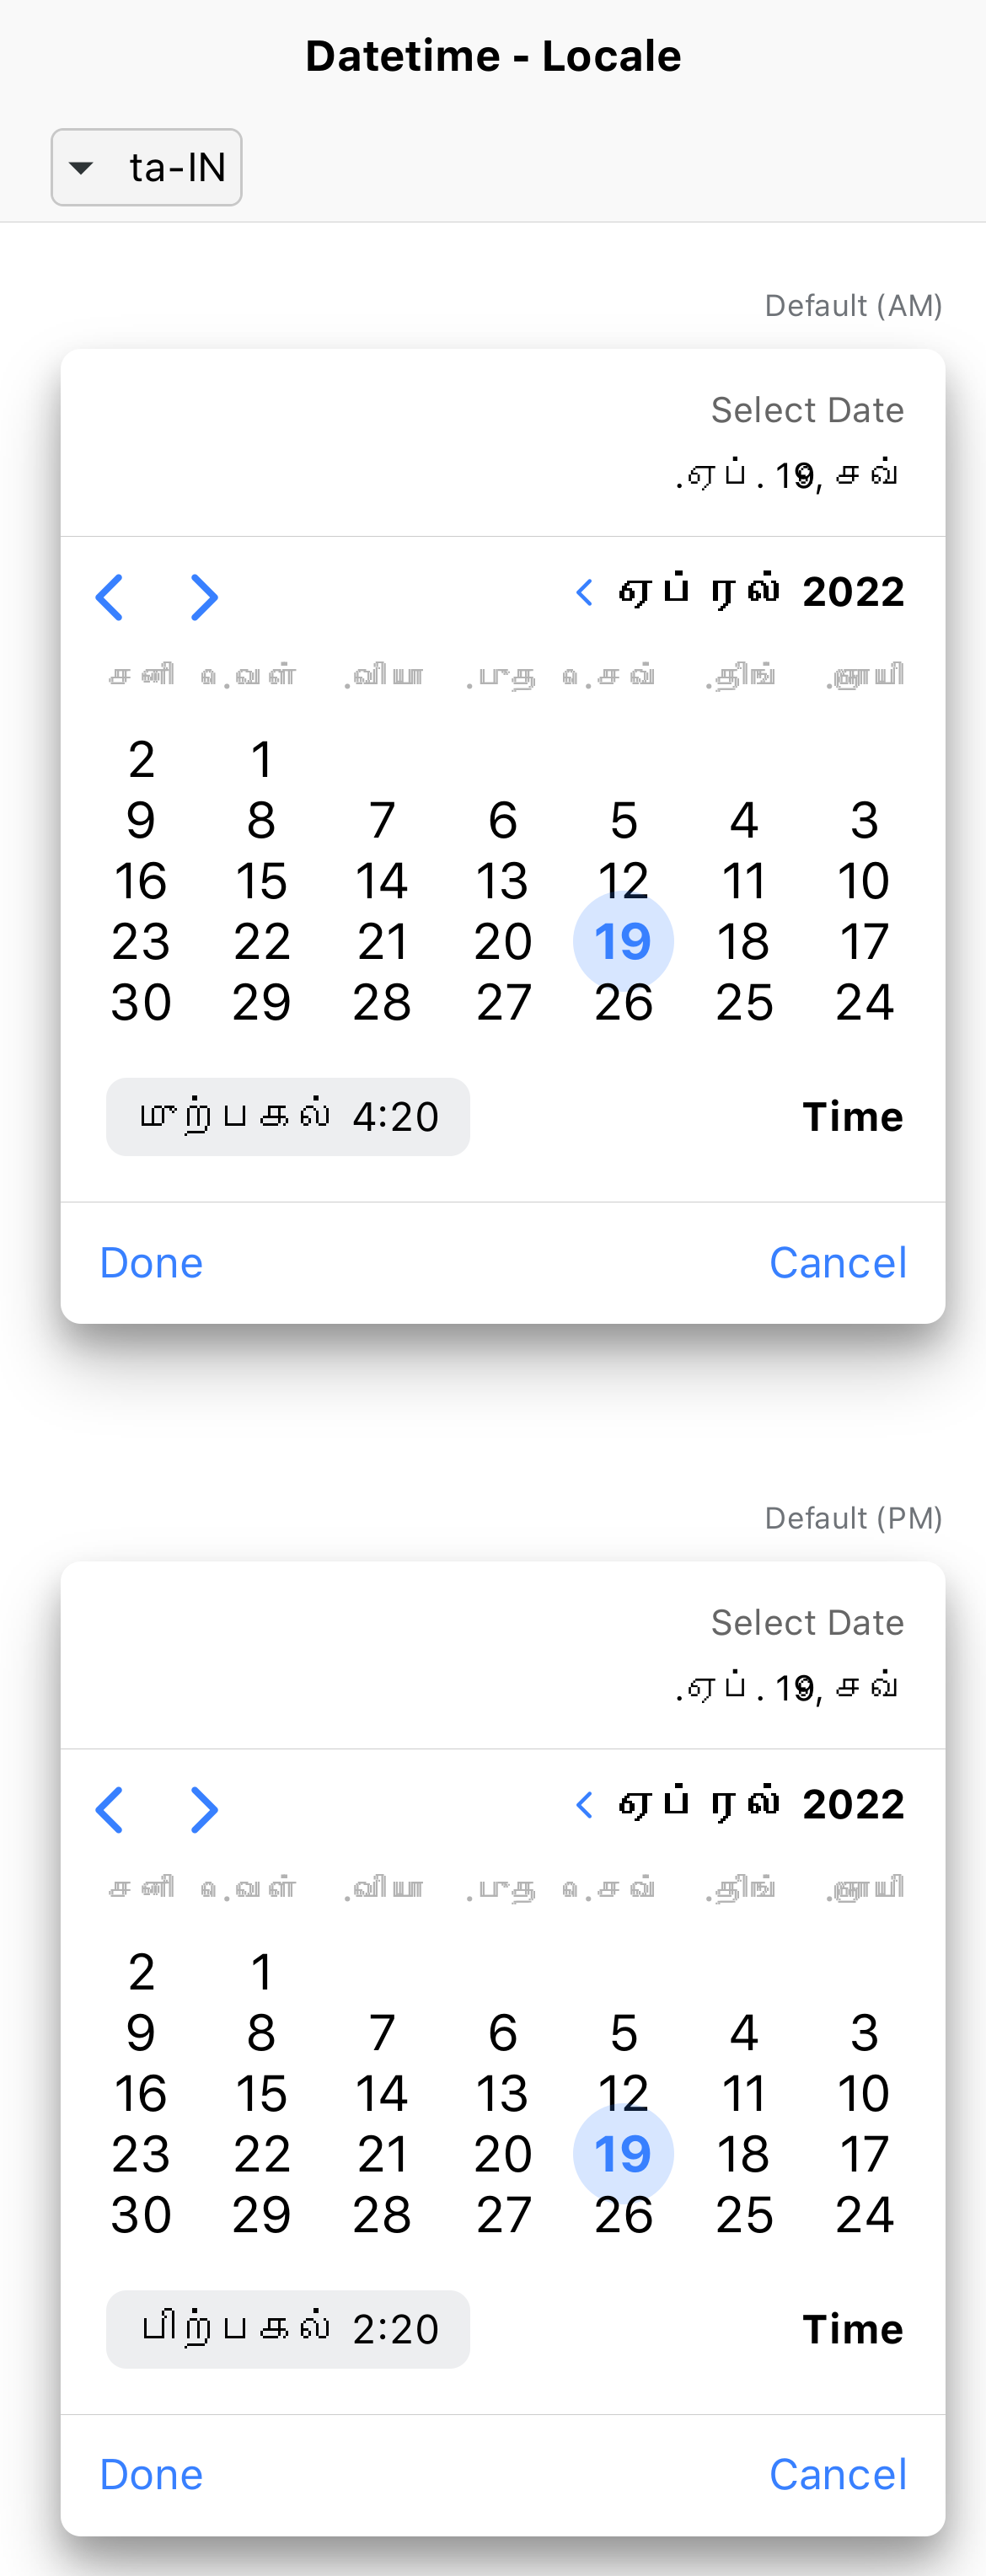 Datetime - Locale
ta-IN
Default (AM)
Select Date
.ஏப். 19, செவ்
ஏப்ரல் 2022
சனி .வெள் .வியா .புத .செவ் .திங் .ஞாயி
2 1
9 8 7 6 5 4 3
16 15 14 13 12 11 10
23 22 21 20 19 18 17
30 29 28 27 26 25 24
முற்பகல் 4:20 Time
Done Cancel
Default (PM)
Select Date
.ஏப். 19, செவ்
ஏப்ரல் 2022
சனி .வெள் .வியா .புத .செவ் .திங் .ஞாயி
2 1
9 8 7 6 5 4 3
16 15 14 13 12 11 10
23 22 21 20 19 18 17
30 29 28 27 26 25 24
பிற்பகல் 2:20 Time
Done Cancel